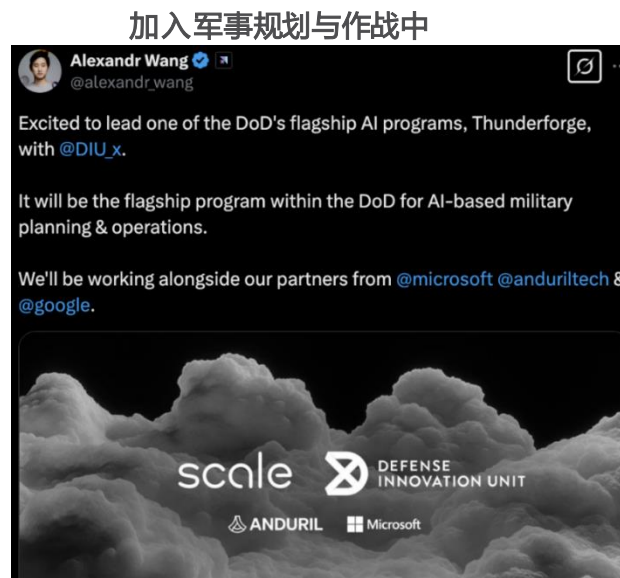 加入军事规划与作战中
Alexandr Wang
@alexandr_wang
Excited to lead one of the DoD's flagship AI programs, Thunderforge,
with @DIU_x.
It will be the flagship program within the DoD for AI-based military
planning & operations.
We'll be working alongside our partners from @microsoft @anduriltech &
@google.
scale
DEFENSE
INNOVATION UNIT
ANDURIL
Microsoft